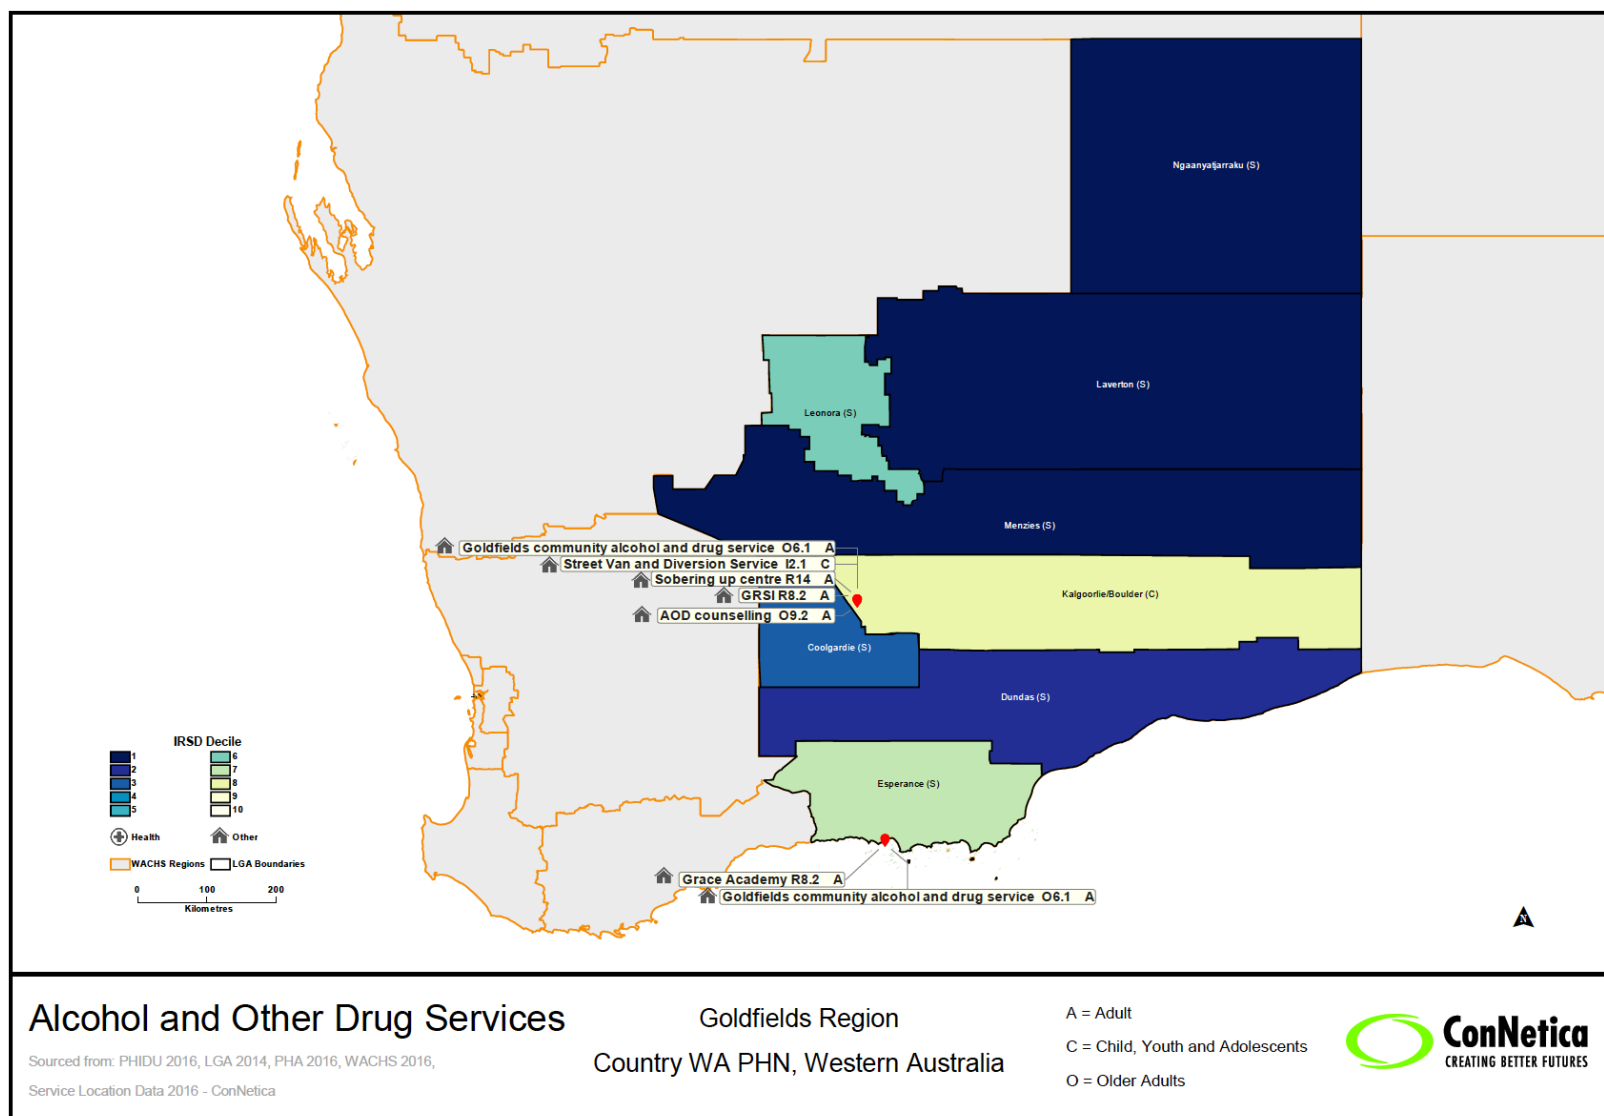 Ngaanyatjarraku (S)
Laverton (S)
Leonora (S)
Menzies (S)
Goldfields community alcohol and drug service O6.1 A
Street Van and Diversion Service I2.1 C
Sobering up centre R14 A
GRSI R8.2 A
AOD counselling O9.2 A
Kalgoorlie/Boulder (C)
Coolgardie (S)
Dundas (S)
Esperance (S)
Grace Academy R8.2 A
Goldfields community alcohol and drug service O6.1 A
IRSD Decile
1 6
2 7
3 8
4 9
5 10
Health Other
WACHS Regions LGA Boundaries
0 100 200
Kilometres
N
Alcohol and Other Drug Services
Sourced from: PHIDU 2016, LGA 2014, PHA 2016, WACHS 2016,
Service Location Data 2016 - ConNetica
Goldfields Region
Country WA PHN, Western Australia
A = Adult
C = Child, Youth and Adolescents
O = Older Adults
ConNetica
CREATING BETTER FUTURES